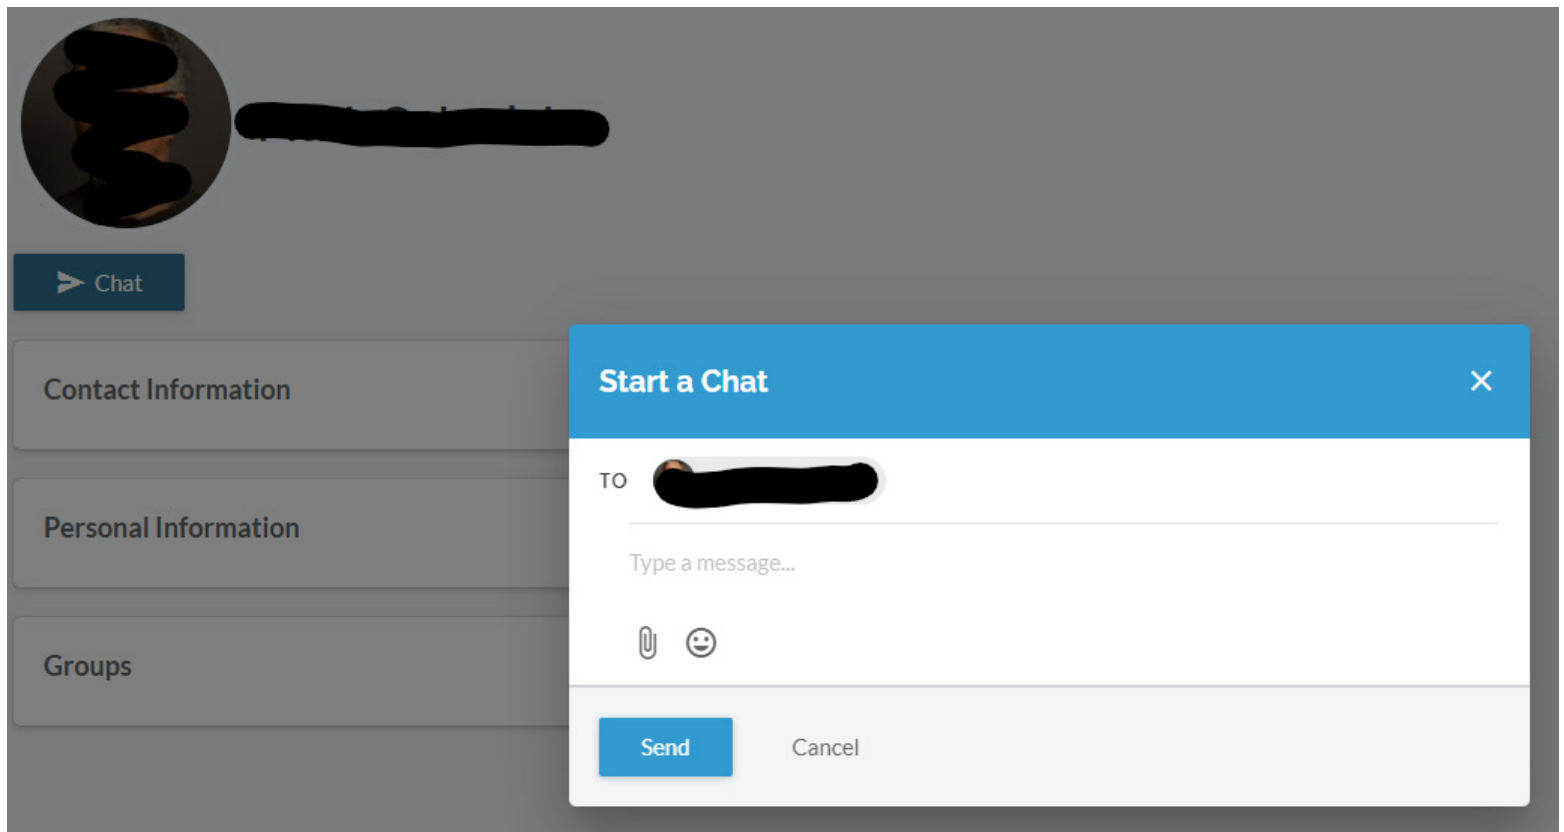 Chat
Contact Information
Personal Information
Groups
Start a Chat
TO
Type a message...
Send
Cancel